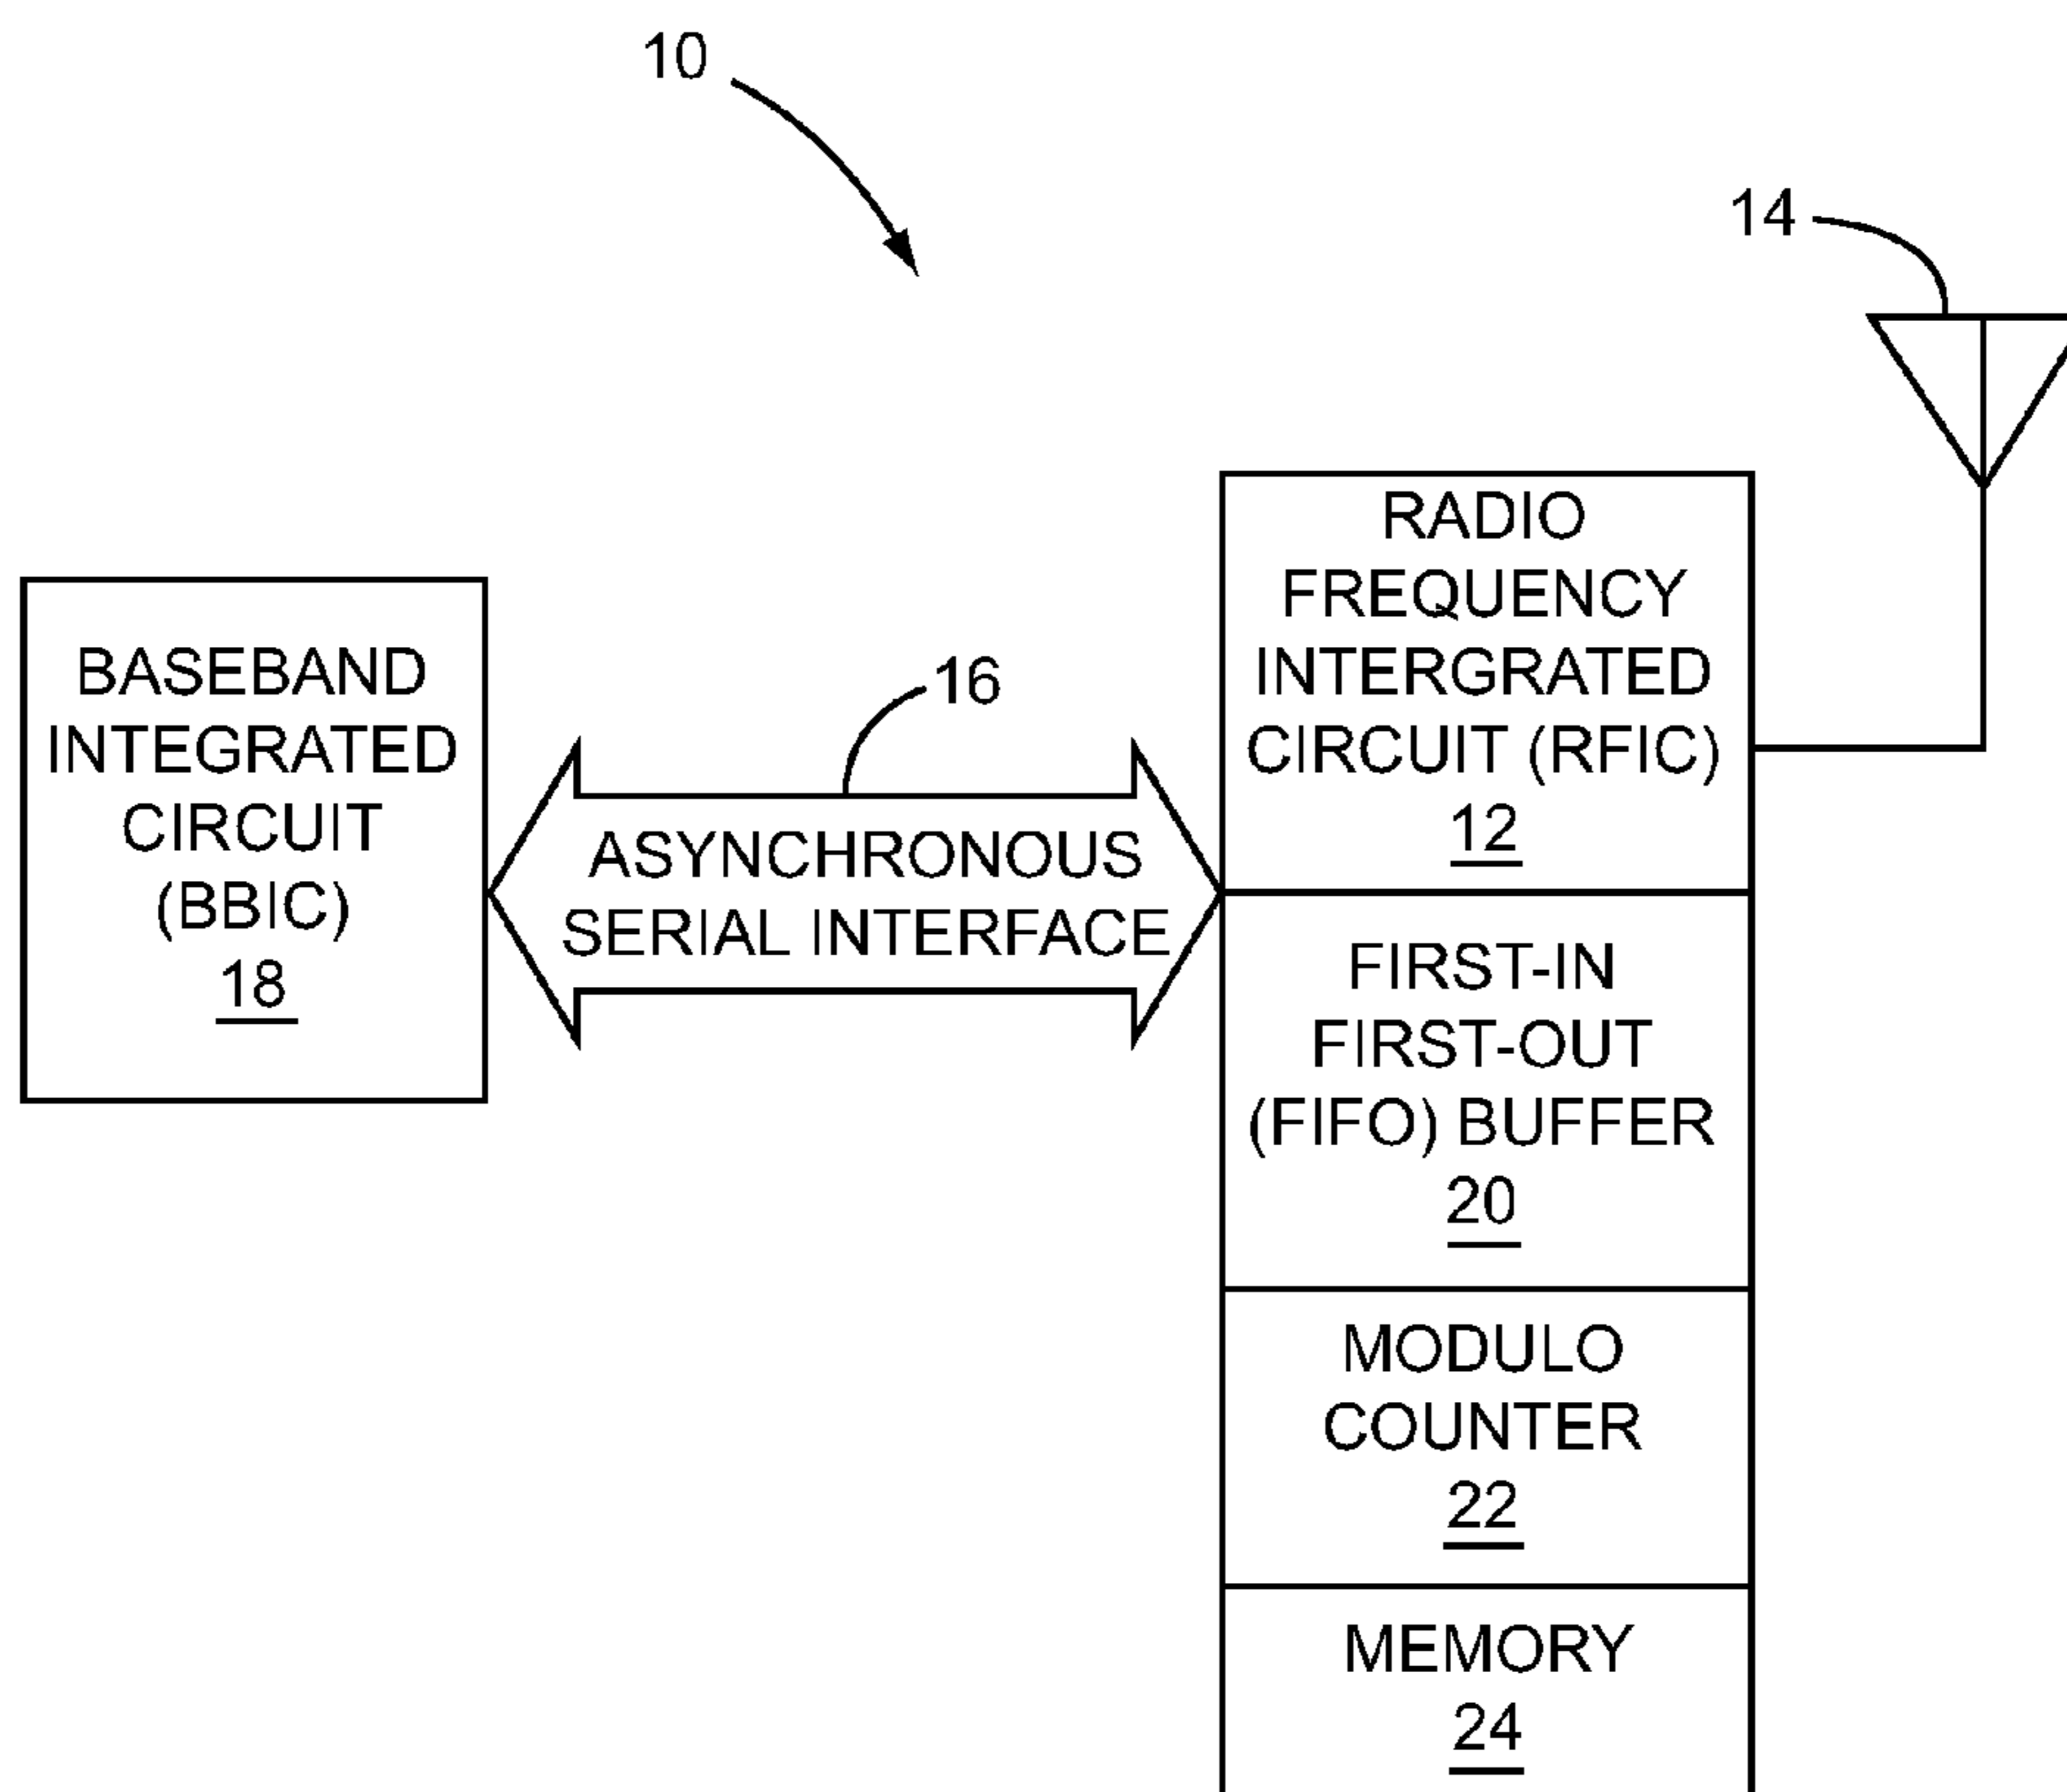 10
14
BASEBAND
INTEGRATED
CIRCUIT
(BBIC)
18
16
ASYNCHRONOUS
SERIAL INTERFACE
RADIO
FREQUENCY
INTERGRATED
CIRCUIT (RFIC)
12
FIRST-IN
FIRST-OUT
(FIFO) BUFFER
20
MODULO
COUNTER
22
MEMORY
24